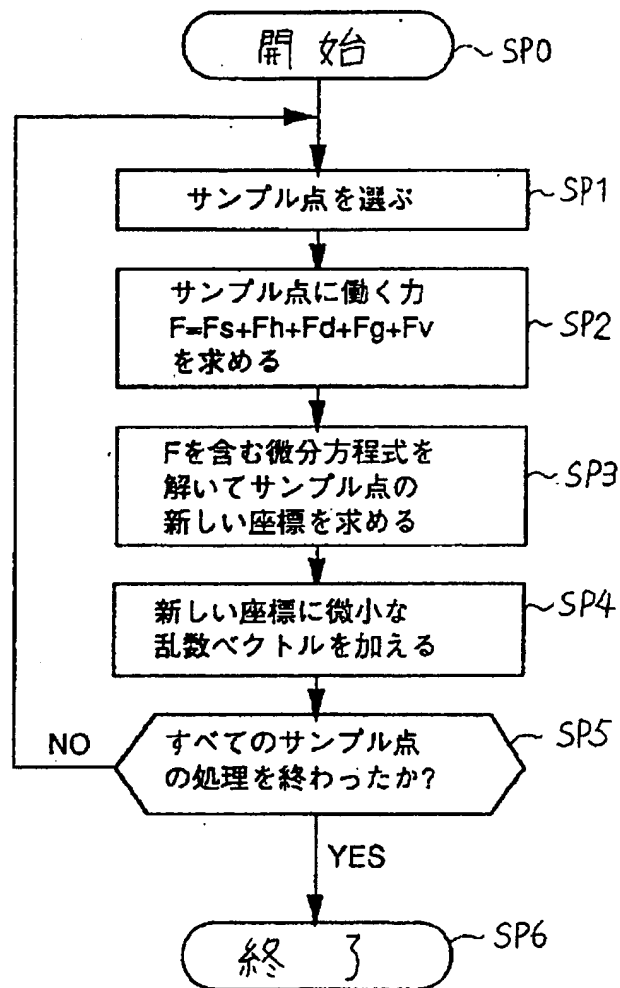 開始
SP0
サンプル点を選ぶ
SP1
サンプル点に働く力
F=Fs+Fh+Fd+Fg+Fv
を求める
SP2
Fを含む微分方程式を
解いてサンプル点の
新しい座標を求める
SP3
新しい座標に微小な
乱数ベクトルを加える
SP4
すべてのサンプル点
の処理を終わったか?
SP5
NO
YES
終了
SP6